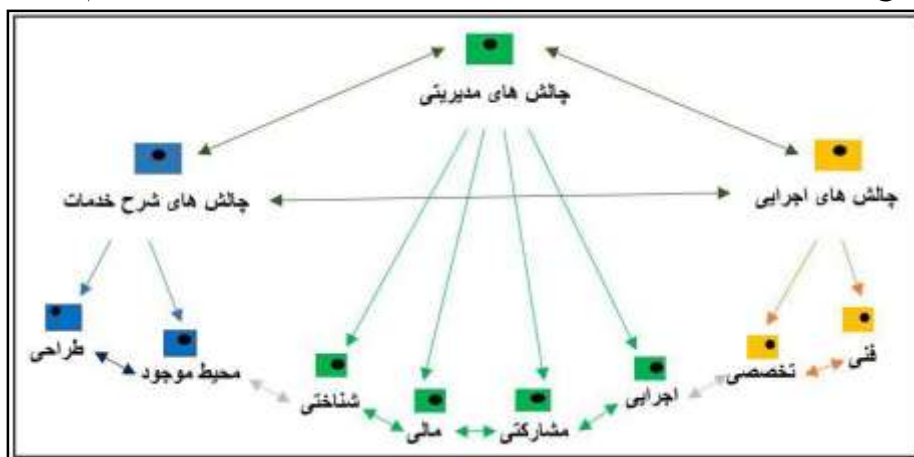 چالش های مدیریتی
چالش های اجرایی
چالش های شرح خدمات
فنی
تخصصی
اجرایی
مشارکتی
مالی
شناختی
محیط موجود
طراحی